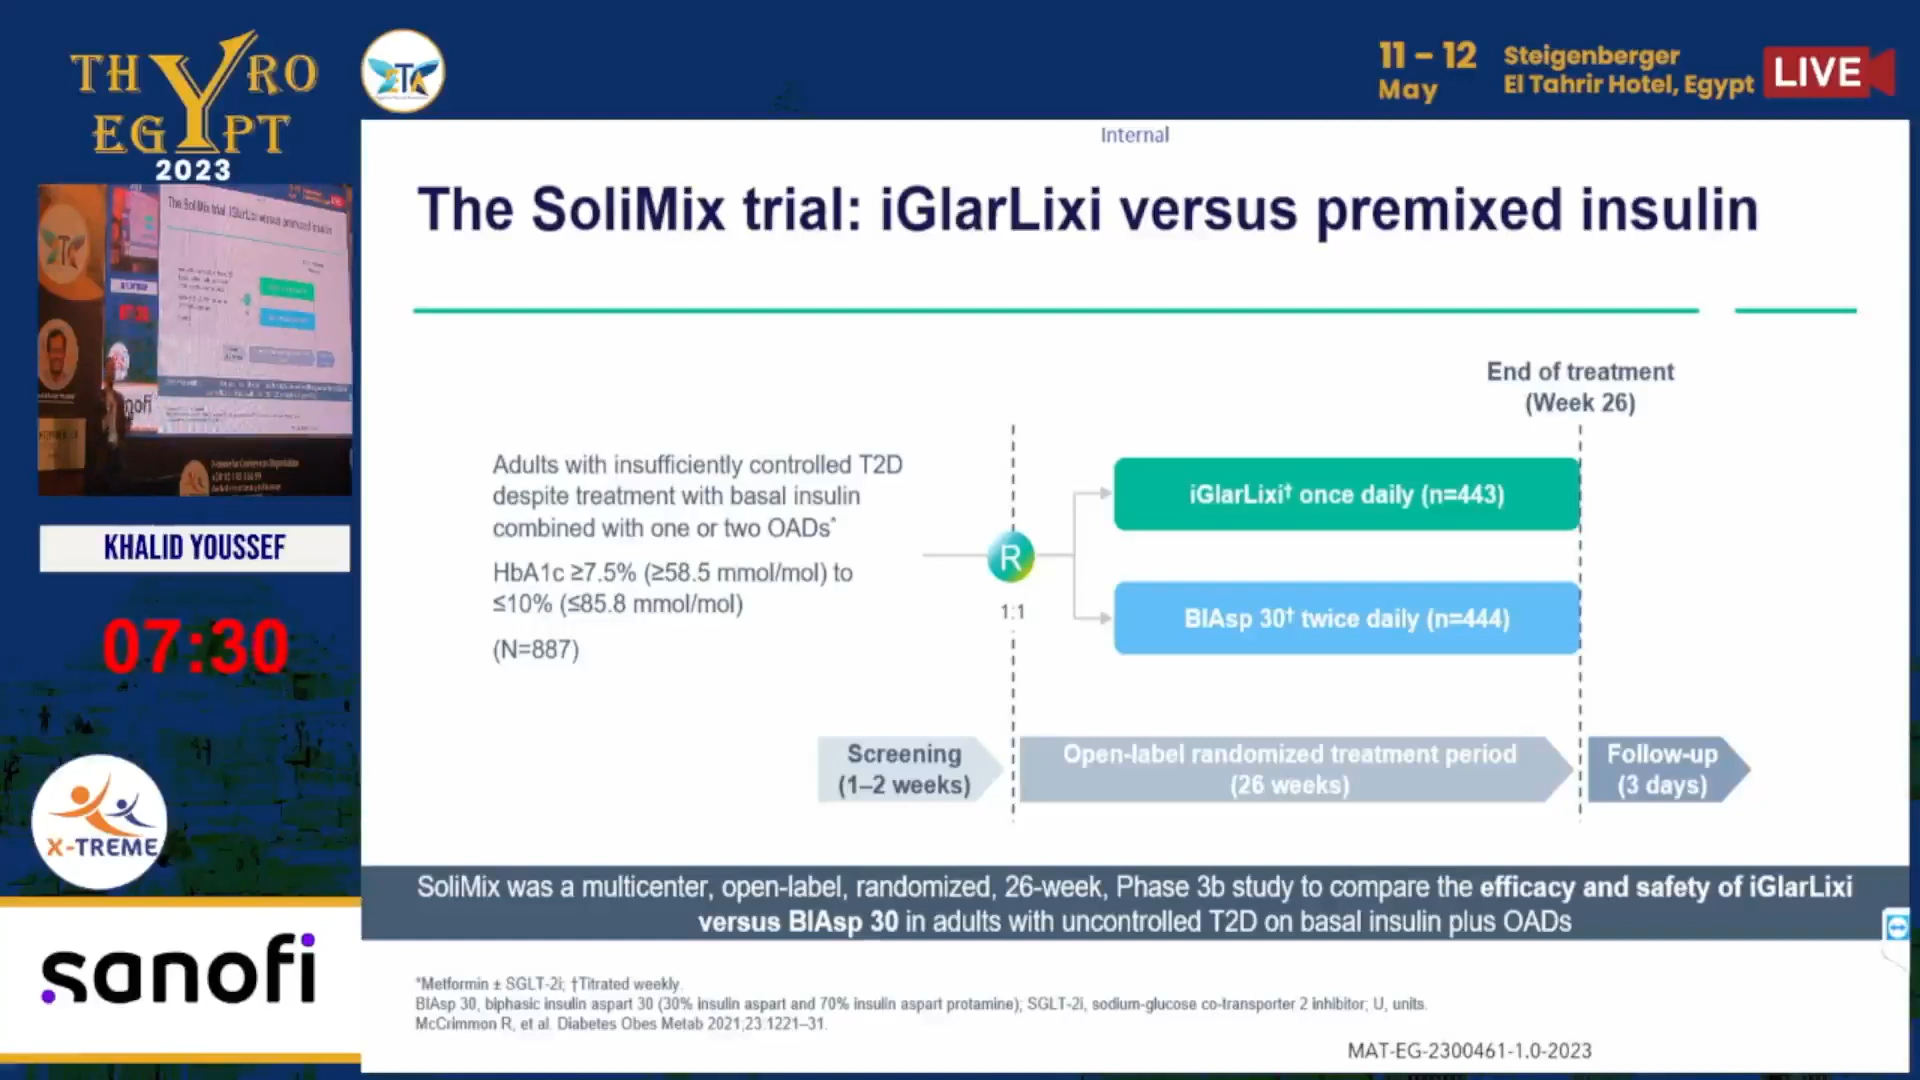 THYRO
EGYPT
2023
ETA
11 – 12
May
Steigenberger
El Tahrir Hotel, Egypt
LIVE
Internal
The SoliMix trial: iGlarLixi versus premixed insulin
End of treatment
(Week 26)
Adults with insufficiently controlled T2D
despite treatment with basal insulin
combined with one or two OADs*
HbA1c ≥7.5% (≥58.5 mmol/mol) to
≤10% (≤85.8 mmol/mol)
(N=887)
R
1:1
iGlarLixi† once daily (n=443)
BIAsp 30† twice daily (n=444)
Screening
(1–2 weeks)
Open-label randomized treatment period
(26 weeks)
Follow-up
(3 days)
SoliMix was a multicenter, open-label, randomized, 26-week, Phase 3b study to compare the efficacy and safety of iGlarLixi
versus BIAsp 30 in adults with uncontrolled T2D on basal insulin plus OADs
*Metformin ± SGLT-2i; †Titrated weekly.
BIAsp 30, biphasic insulin aspart 30 (30% insulin aspart and 70% insulin aspart protamine); SGLT-2i, sodium-glucose co-transporter 2 inhibitor; U, units.
McCrimmon R, et al. Diabetes Obes Metab 2021;23:1221–31.
MAT-EG-2300461-1.0-2023
The SoliMix trial: iGlarLixi versus premixed insulin
KHALID YOUSSEF
07:30
X-TREME
sanofi